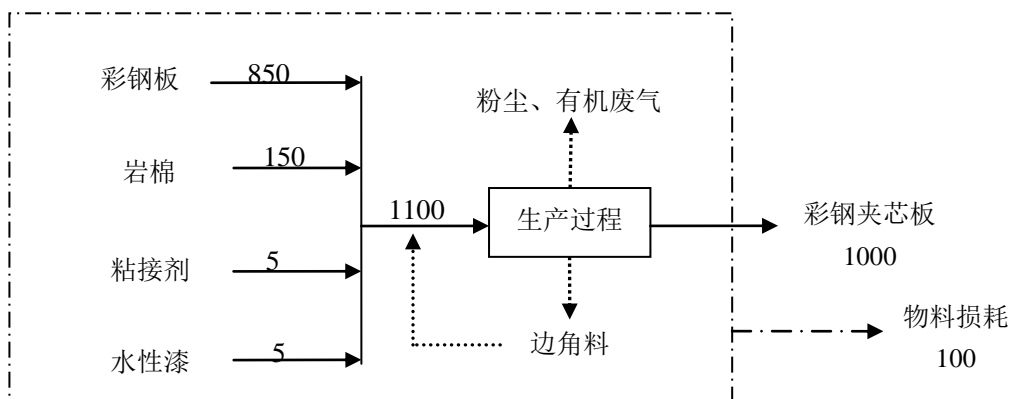 彩钢板
850
粉尘、有机废气
岩棉
150
1100
生产过程
彩钢夹芯板
1000
粘接剂
5
物料损耗
100
边角料
水性漆
5